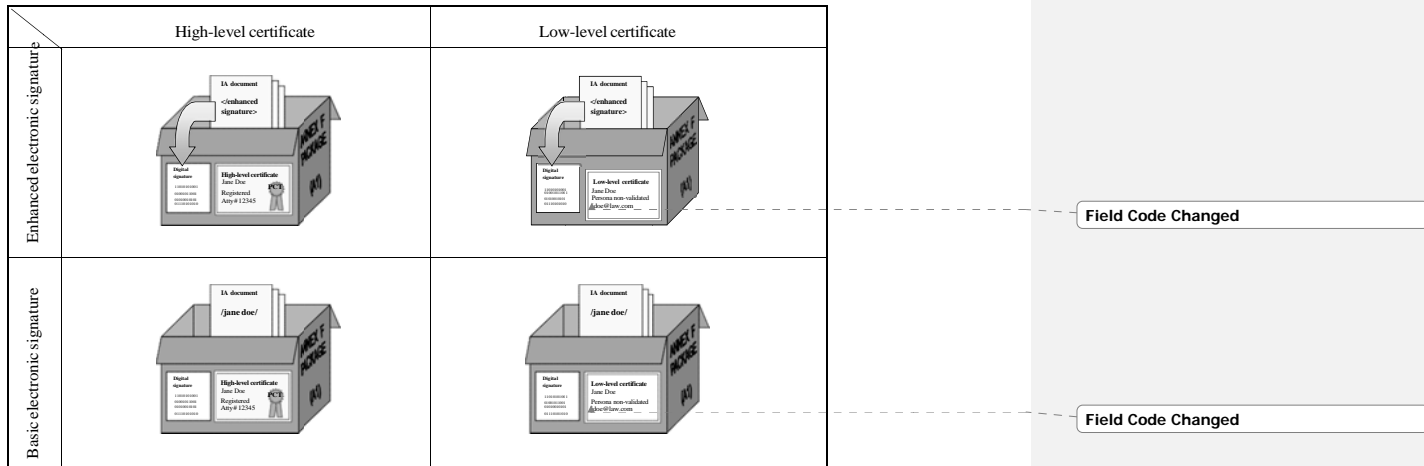 High-level certificate
Low-level certificate
Enhanced electronic signature
IA document
</enhanced
signature>
ANNEX F
PACKAGE
Digital
signature
High-level certificate
Jane Doe
Registered
Atty# 12345
PCT
IA document
</enhanced
signature>
ANNEX F
PACKAGE
Digital
signature
Low-level certificate
Jane Doe
Persona non-validated
jdoe@law.com
Field Code Changed
Basic electronic signature
IA document
/jane doe/
ANNEX F
PACKAGE
Digital
signature
High-level certificate
Jane Doe
Registered
Atty# 12345
PCT
IA document
/jane doe/
ANNEX F
PACKAGE
Digital
signature
Low-level certificate
Jane Doe
Persona non-validated
jdoe@law.com
Field Code Changed